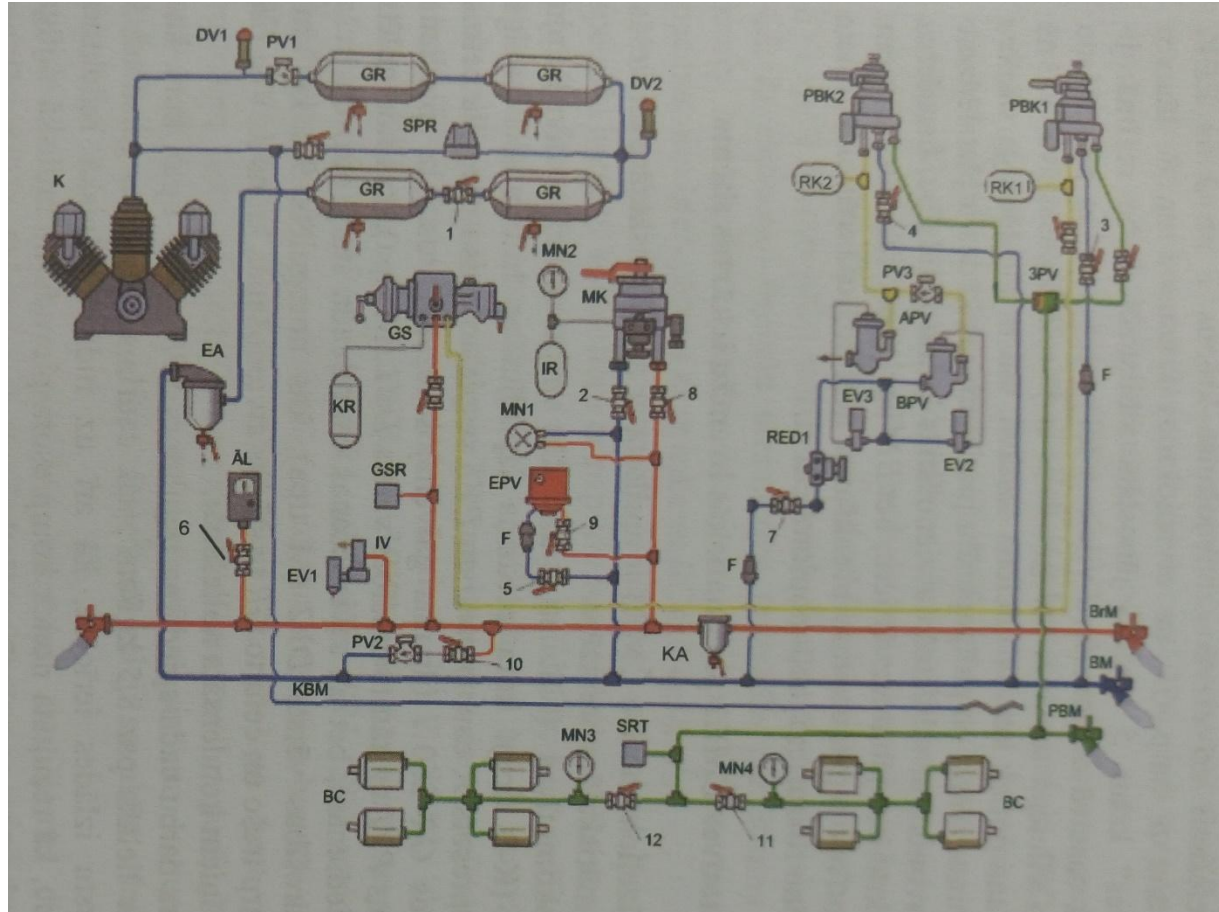 DV1
PV1
GR
GR
DV2
SPR
K
GR
GR
1
PBK2
PBK1
RK2
RK1
4
3
MN2
MK
GS
PV3
3PV
APV
EA
KR
IR
2
8
MN1
BPV
F
EV3
RED1
EV2
ĀL
GSR
EPV
9
6
F
7
IV
EV1
5
F
PV2
10
KA
BrM
BM
KBM
PBM
MN3
SRT
MN4
BC
BC
12
11